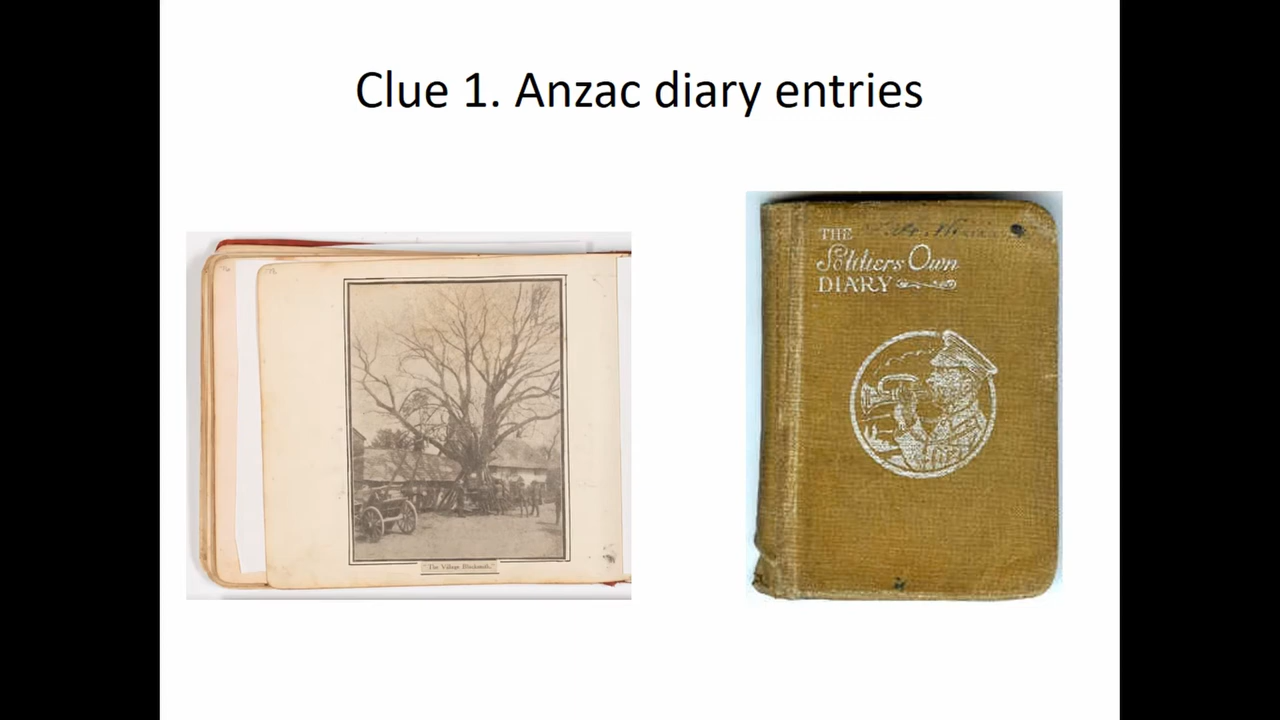 Clue 1. Anzac diary entries
THE
Soldiers Own
DIARY
"The Village Blacksmith."